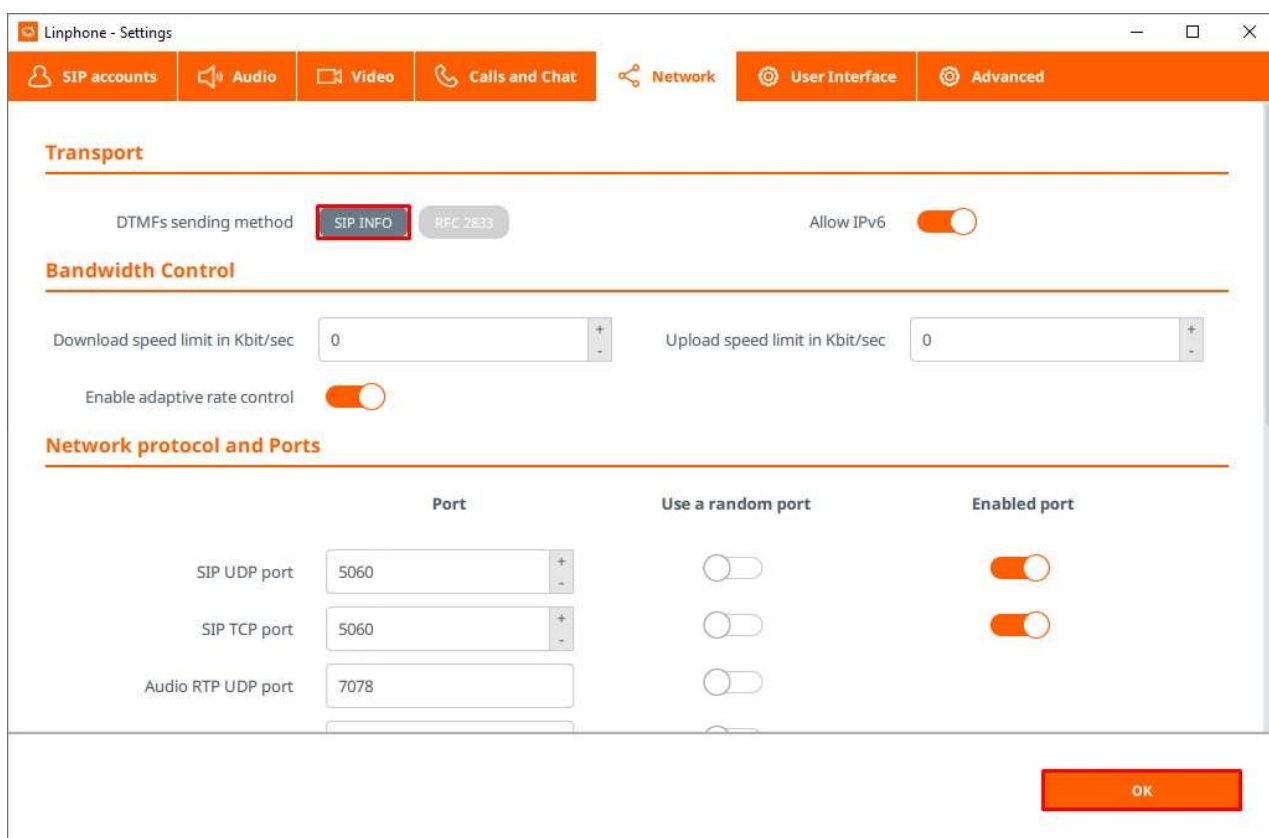 Linphone - Settings
SIP accounts Audio Video Calls and Chat Network User Interface Advanced
Transport
DTMFs sending method SIP INFO RFC 2833 Allow IPv6
Bandwidth Control
Download speed limit in Kbit/sec 0 + - Upload speed limit in Kbit/sec 0 + -
Enable adaptive rate control
Network protocol and Ports
Port Use a random port Enabled port
SIP UDP port 5060 + -
SIP TCP port 5060 + -
Audio RTP UDP port 7078
OK